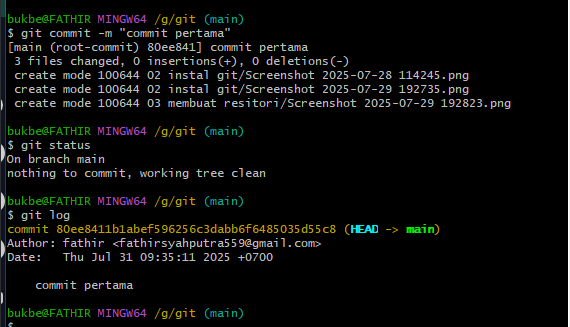 bukbe@FATHIR MINGW64 /g/git (main)
$ git commit -m "commit pertama"
[main (root-commit) 80ee841] commit pertama
 3 files changed, 0 insertions(+), 0 deletions(-)
 create mode 100644 02 instal git/Screenshot 2025-07-28 114245.png
 create mode 100644 02 instal git/Screenshot 2025-07-29 192735.png
 create mode 100644 03 membuat resitori/Screenshot 2025-07-29 192823.png
bukbe@FATHIR MINGW64 /g/git (main)
$ git status
On branch main
nothing to commit, working tree clean
bukbe@FATHIR MINGW64 /g/git (main)
$ git log
commit 80ee8411b1abef596256c3dabb6f6485035d55c8 (HEAD -> main)
Author: fathir <fathirsyahputra559@gmail.com>
Date:   Thu Jul 31 09:35:11 2025 +0700
    commit pertama
bukbe@FATHIR MINGW64 /g/git (main)
$